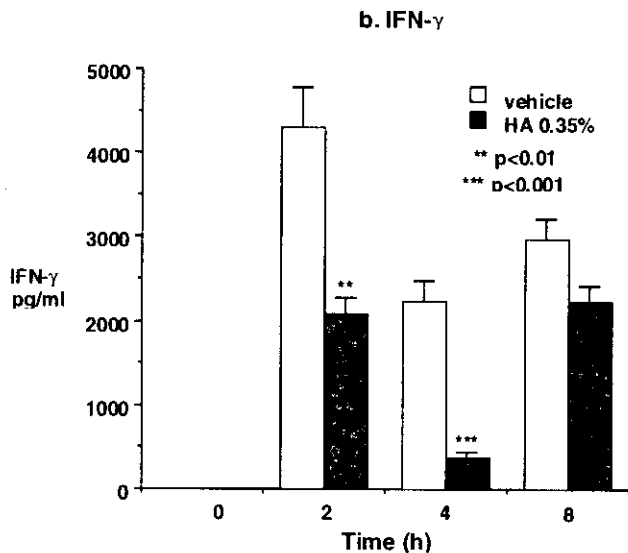 b. IFN-γ
5000
4000
3000
2000
1000
0
IFN-γ
pg/ml
vehicle
HA 0.35%
** p<0.01
*** p<0.001
**
***
0 2 4 8
Time (h)